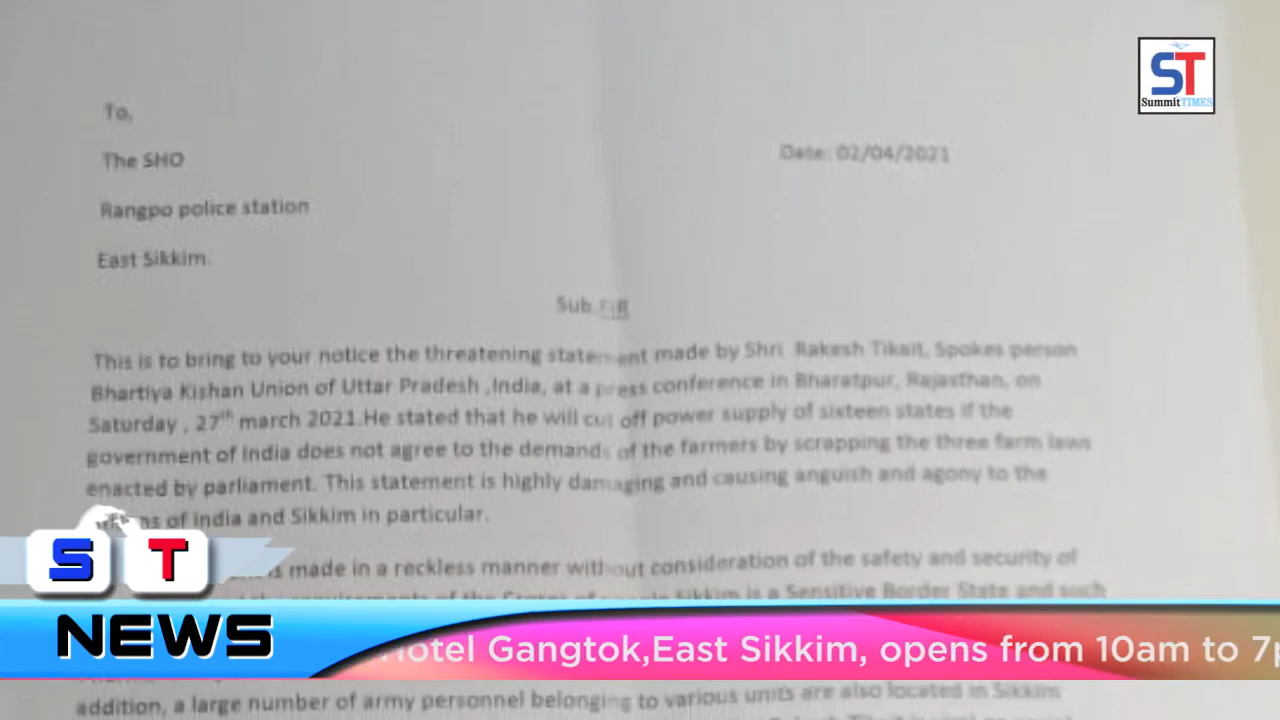 ST
Summit TIMES
To,
The SHO
Date: 02/04/2021
Rangpo police station
East Sikkim.
Sub FIR
This is to bring to your notice the threatening statement made by Shri Rakesh Tikait, Spokes person
Bhartiya Kishan Union of Uttar Pradesh ,India, at a press conference in Bharatpur, Rajasthan, on
Saturday , 27th march 2021.He stated that he will cut off power supply of sixteen states if the
government of India does not agree to the demands of the farmers by scrapping the three farm laws
enacted by parliament. This statement is highly damaging and causing anguish and agony to the
of India and Sikkim in particular.
made in a reckless manner without consideration of the safety and security of
Sikkim is a Sensitive Border State and such
S T
NEWS
Hotel Gangtok,East Sikkim, opens from 10am to 7p
addition, a large number of army personnel belonging to various units are also located in Sikkim